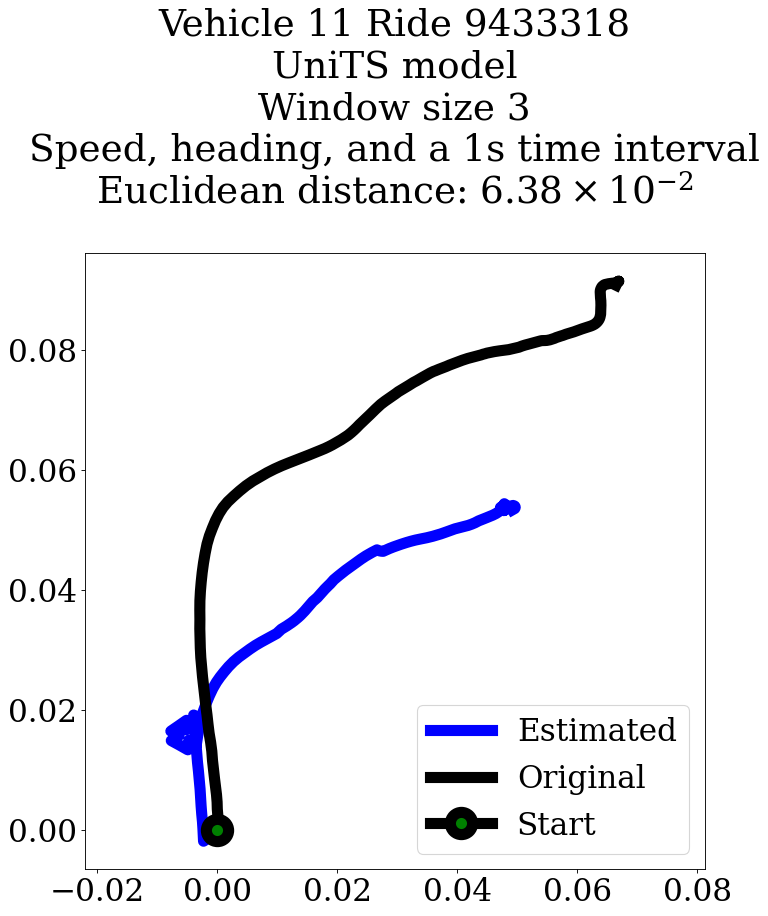 Vehicle 11 Ride 9433318
UniTS model
Window size 3
Speed, heading, and a 1s time interval
Euclidean distance: 6.38 × 10⁻²
0.08
0.06
0.04
0.02
0.00
−0.02 0.00 0.02 0.04 0.06 0.08
Estimated
Original
Start